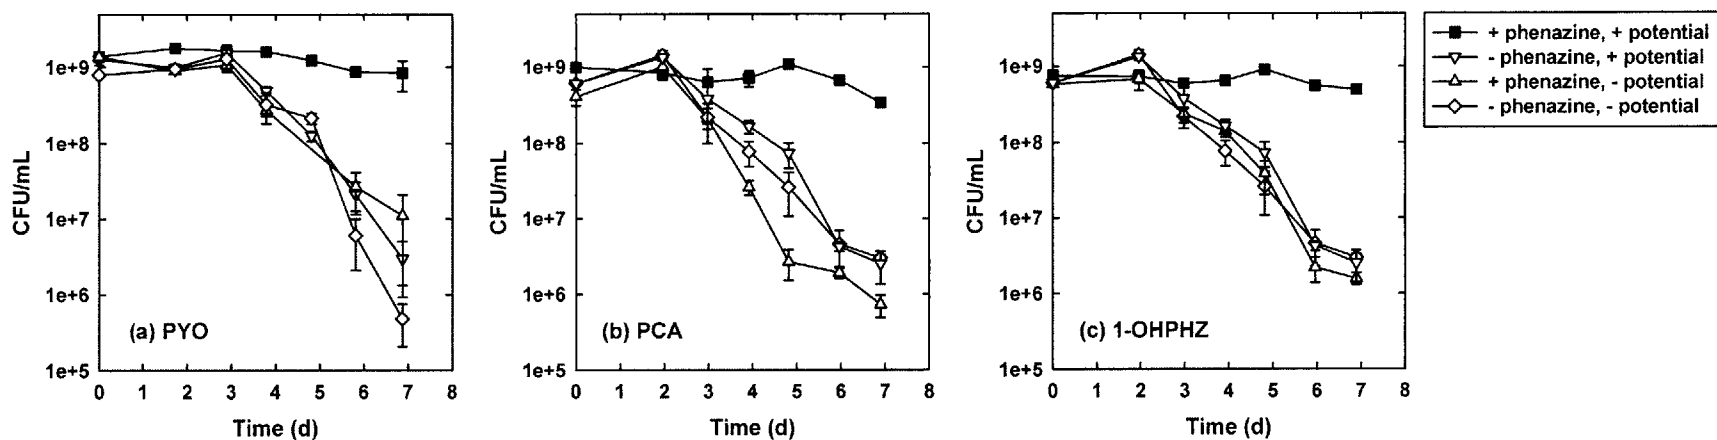 CFU/mL
1e+9
1e+8
1e+7
1e+6
1e+5
(a) PYO
0 1 2 3 4 5 6 7 8
Time (d)
CFU/mL
1e+9
1e+8
1e+7
1e+6
1e+5
(b) PCA
0 1 2 3 4 5 6 7 8
Time (d)
CFU/mL
1e+9
1e+8
1e+7
1e+6
1e+5
(c) 1-OHPHZ
0 1 2 3 4 5 6 7 8
Time (d)
+ phenazine, + potential
- phenazine, + potential
+ phenazine, - potential
- phenazine, - potential